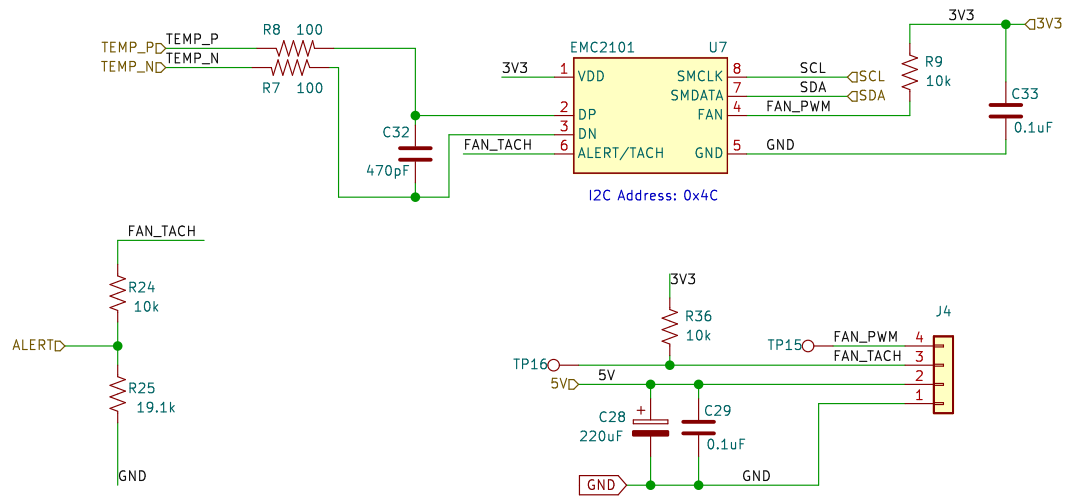 R8 100
TEMP_P TEMP_P
TEMP_N TEMP_N
R7 100
EMC2101 U7
3V3 1 VDD
SMCLK 8 SCL SCL
SMDATA 7 SDA SDA
2 DP
FAN 4 FAN_PWM
3 DN
FAN_TACH 6 ALERT/TACH
GND 5 GND
C32
470pF
I2C Address: 0x4C
3V3 3V3
R9
10k
C33
0.1uF
FAN_TACH
R24
10k
ALERT
R25
19.1k
GND
3V3
R36
10k
J4
TP15 FAN_PWM 4
TP16 FAN_TACH 3
5V 5V 2
1
C28
+
220uF
C29
0.1uF
GND GND